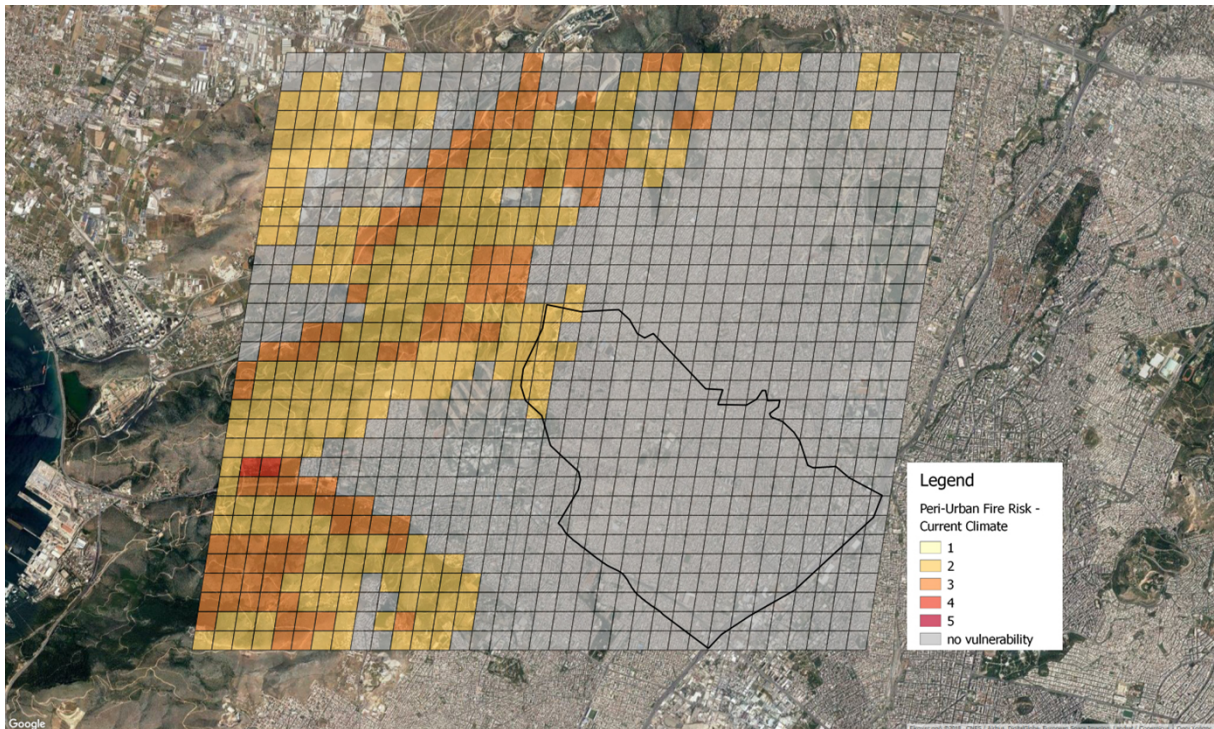 Legend
Peri-Urban Fire Risk -
Current Climate
1
2
3
4
5
no vulnerability
Google